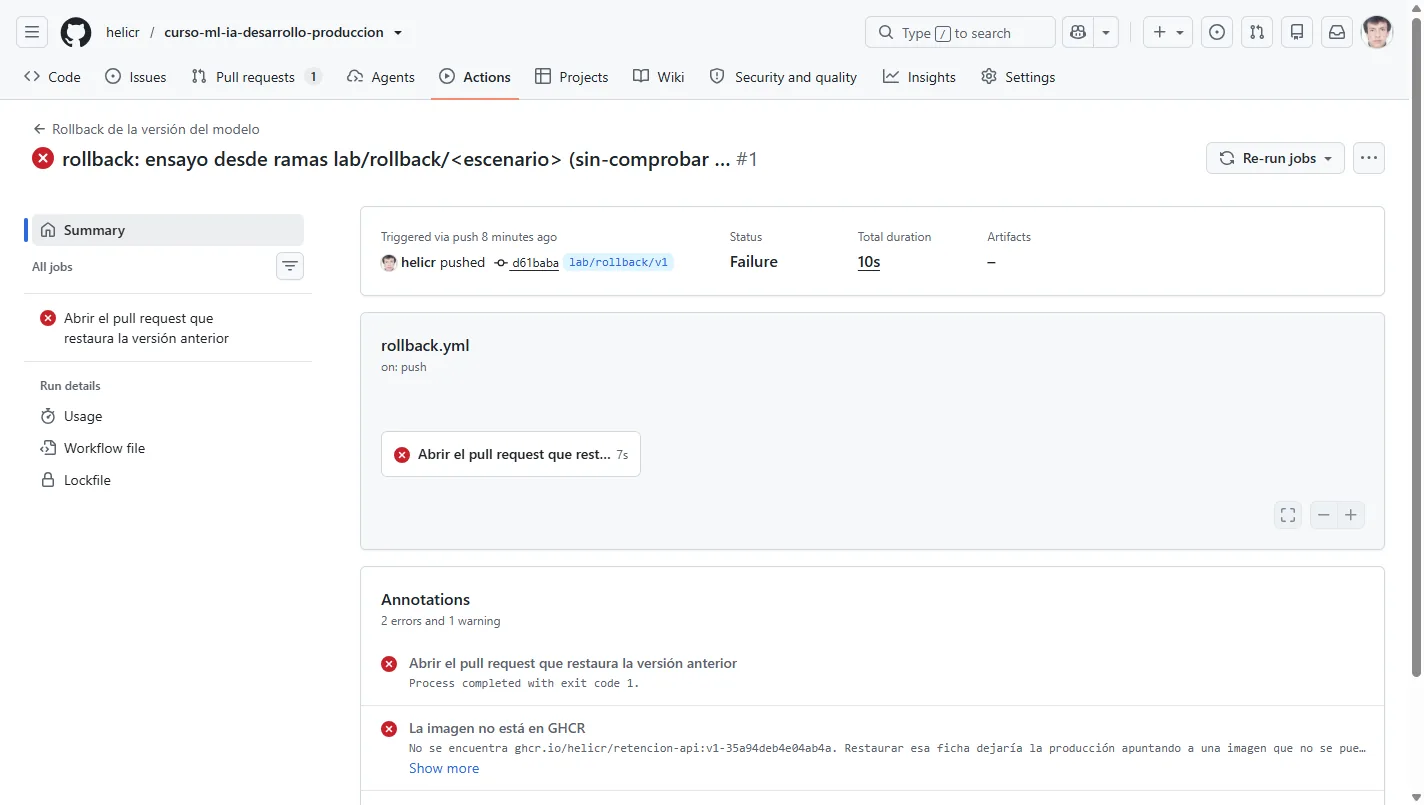 helicr / curso-ml-ia-desarrollo-produccion
Type / to search
Code
Issues
Pull requests 1
Agents
Actions
Projects
Wiki
Security and quality
Insights
Settings
Rollback de la versión del modelo
rollback: ensayo desde ramas lab/rollback/<escenario> (sin-comprobar ... #1
Re-run jobs
Summary
All jobs
Abrir el pull request que
restaura la versión anterior
Run details
Usage
Workflow file
Lockfile
Triggered via push 8 minutes ago
helicr pushed d61baba lab/rollback/v1
Status
Failure
Total duration
10s
Artifacts
–
rollback.yml
on: push
Abrir el pull request que rest... 7s
Annotations
2 errors and 1 warning
Abrir el pull request que restaura la versión anterior
Process completed with exit code 1.
La imagen no está en GHCR
No se encuentra ghcr.io/helicr/retencion-api:v1-35a94deb4e04ab4a. Restaurar esa ficha dejaría la producción apuntando a una imagen que no se pue…
Show more